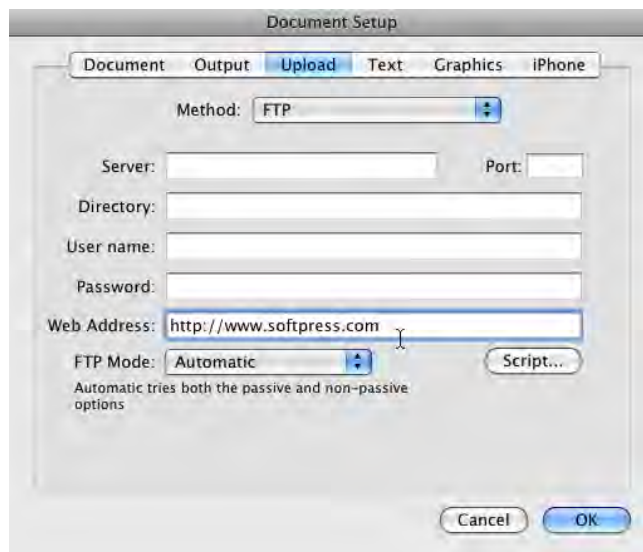 Document Setup
Document Output Upload Text Graphics iPhone
Method: FTP
Server: Port:
Directory:
User name:
Password:
Web Address: http://www.softpress.com
FTP Mode: Automatic Script...
Automatic tries both the passive and non-passive
options
Cancel OK